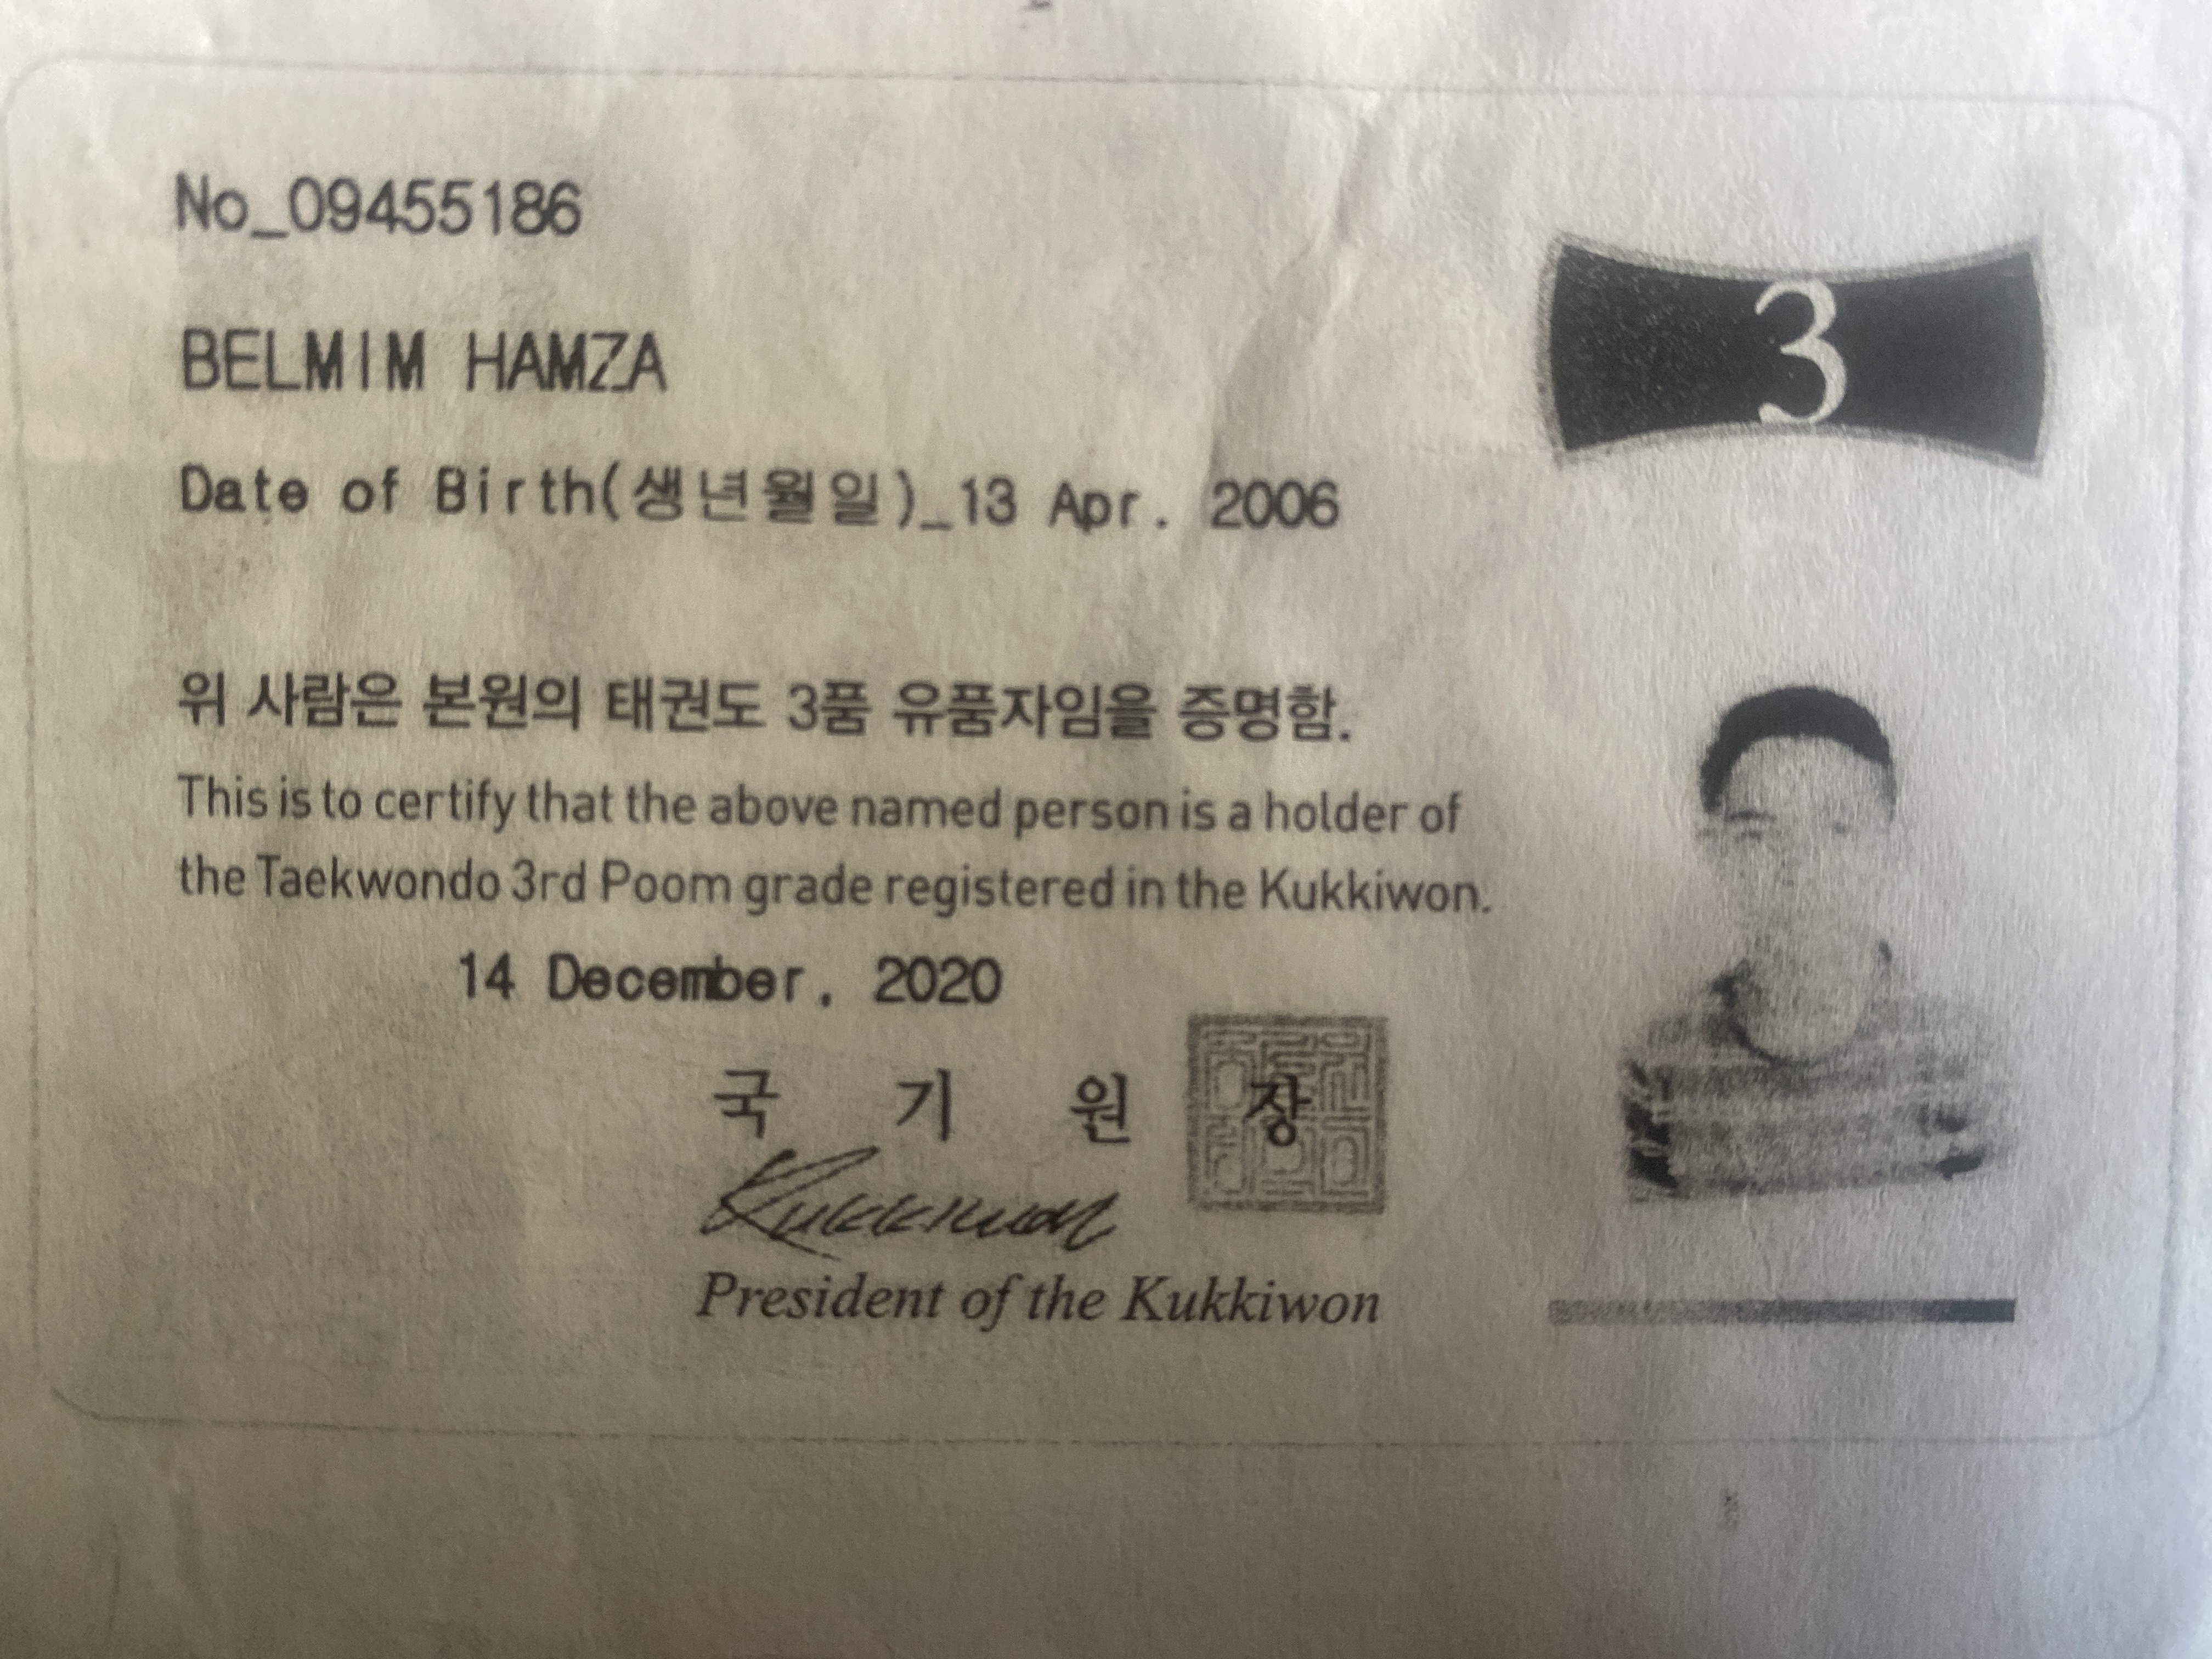 No_09455186
3
BELMIM HAMZA
Date of Birth(생년월일)_13 Apr. 2006
위 사람은 본원의 태권도 3품 유품자임을 증명함.
This is to certify that the above named person is a holder of
the Taekwondo 3rd Poom grade registered in the Kukkiwon.
14 December, 2020
국 기 원 장
Kukkiwon
President of the Kukkiwon